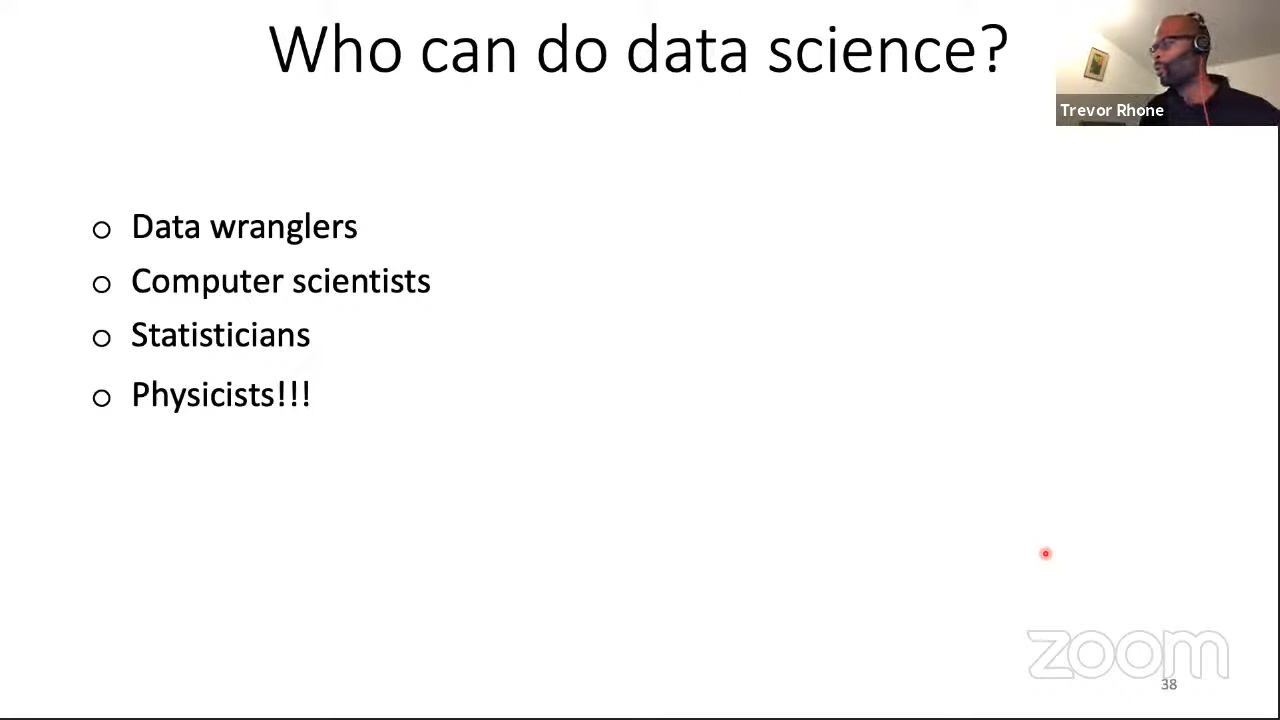 Who can do data science?
Trevor Rhone
Data wranglers
Computer scientists
Statisticians
Physicists!!!
zoom
38